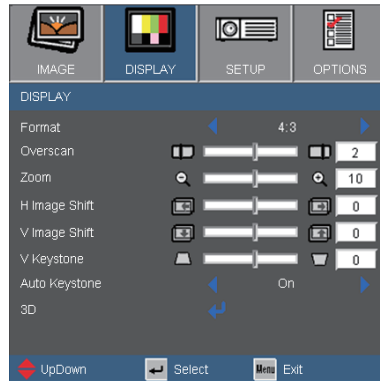 IMAGE DISPLAY SETUP OPTIONS
DISPLAY
Format 4:3
Overscan 2
Zoom 10
H Image Shift 0
V Image Shift 0
V Keystone 0
Auto Keystone On
3D
UpDown Select Menu Exit